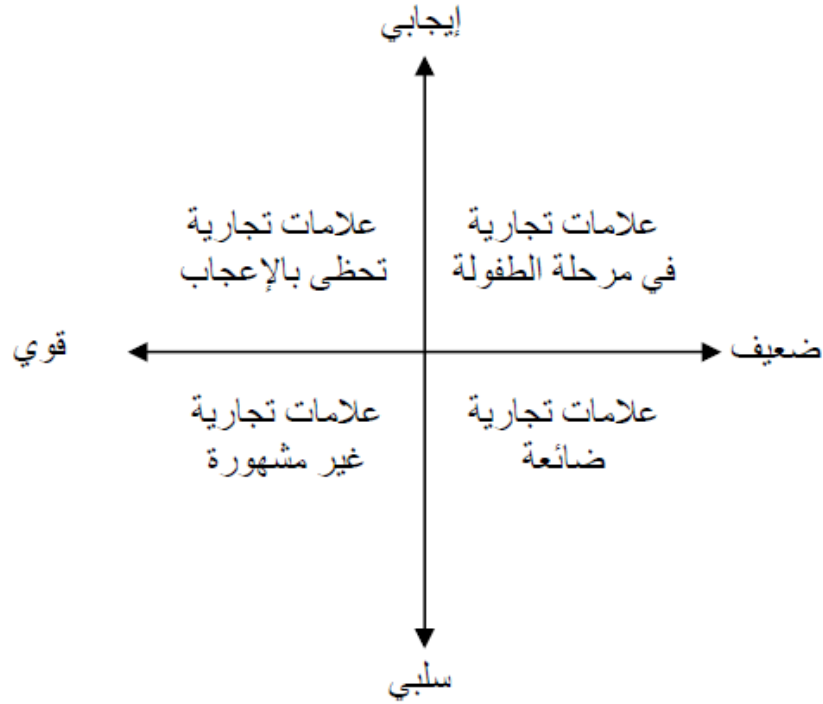 إيجابي
علامات تجارية
في مرحلة الطفولة
علامات تجارية
تحظى بالإعجاب
ضعيف
قوي
علامات تجارية
ضائعة
علامات تجارية
غير مشهورة
سلبي